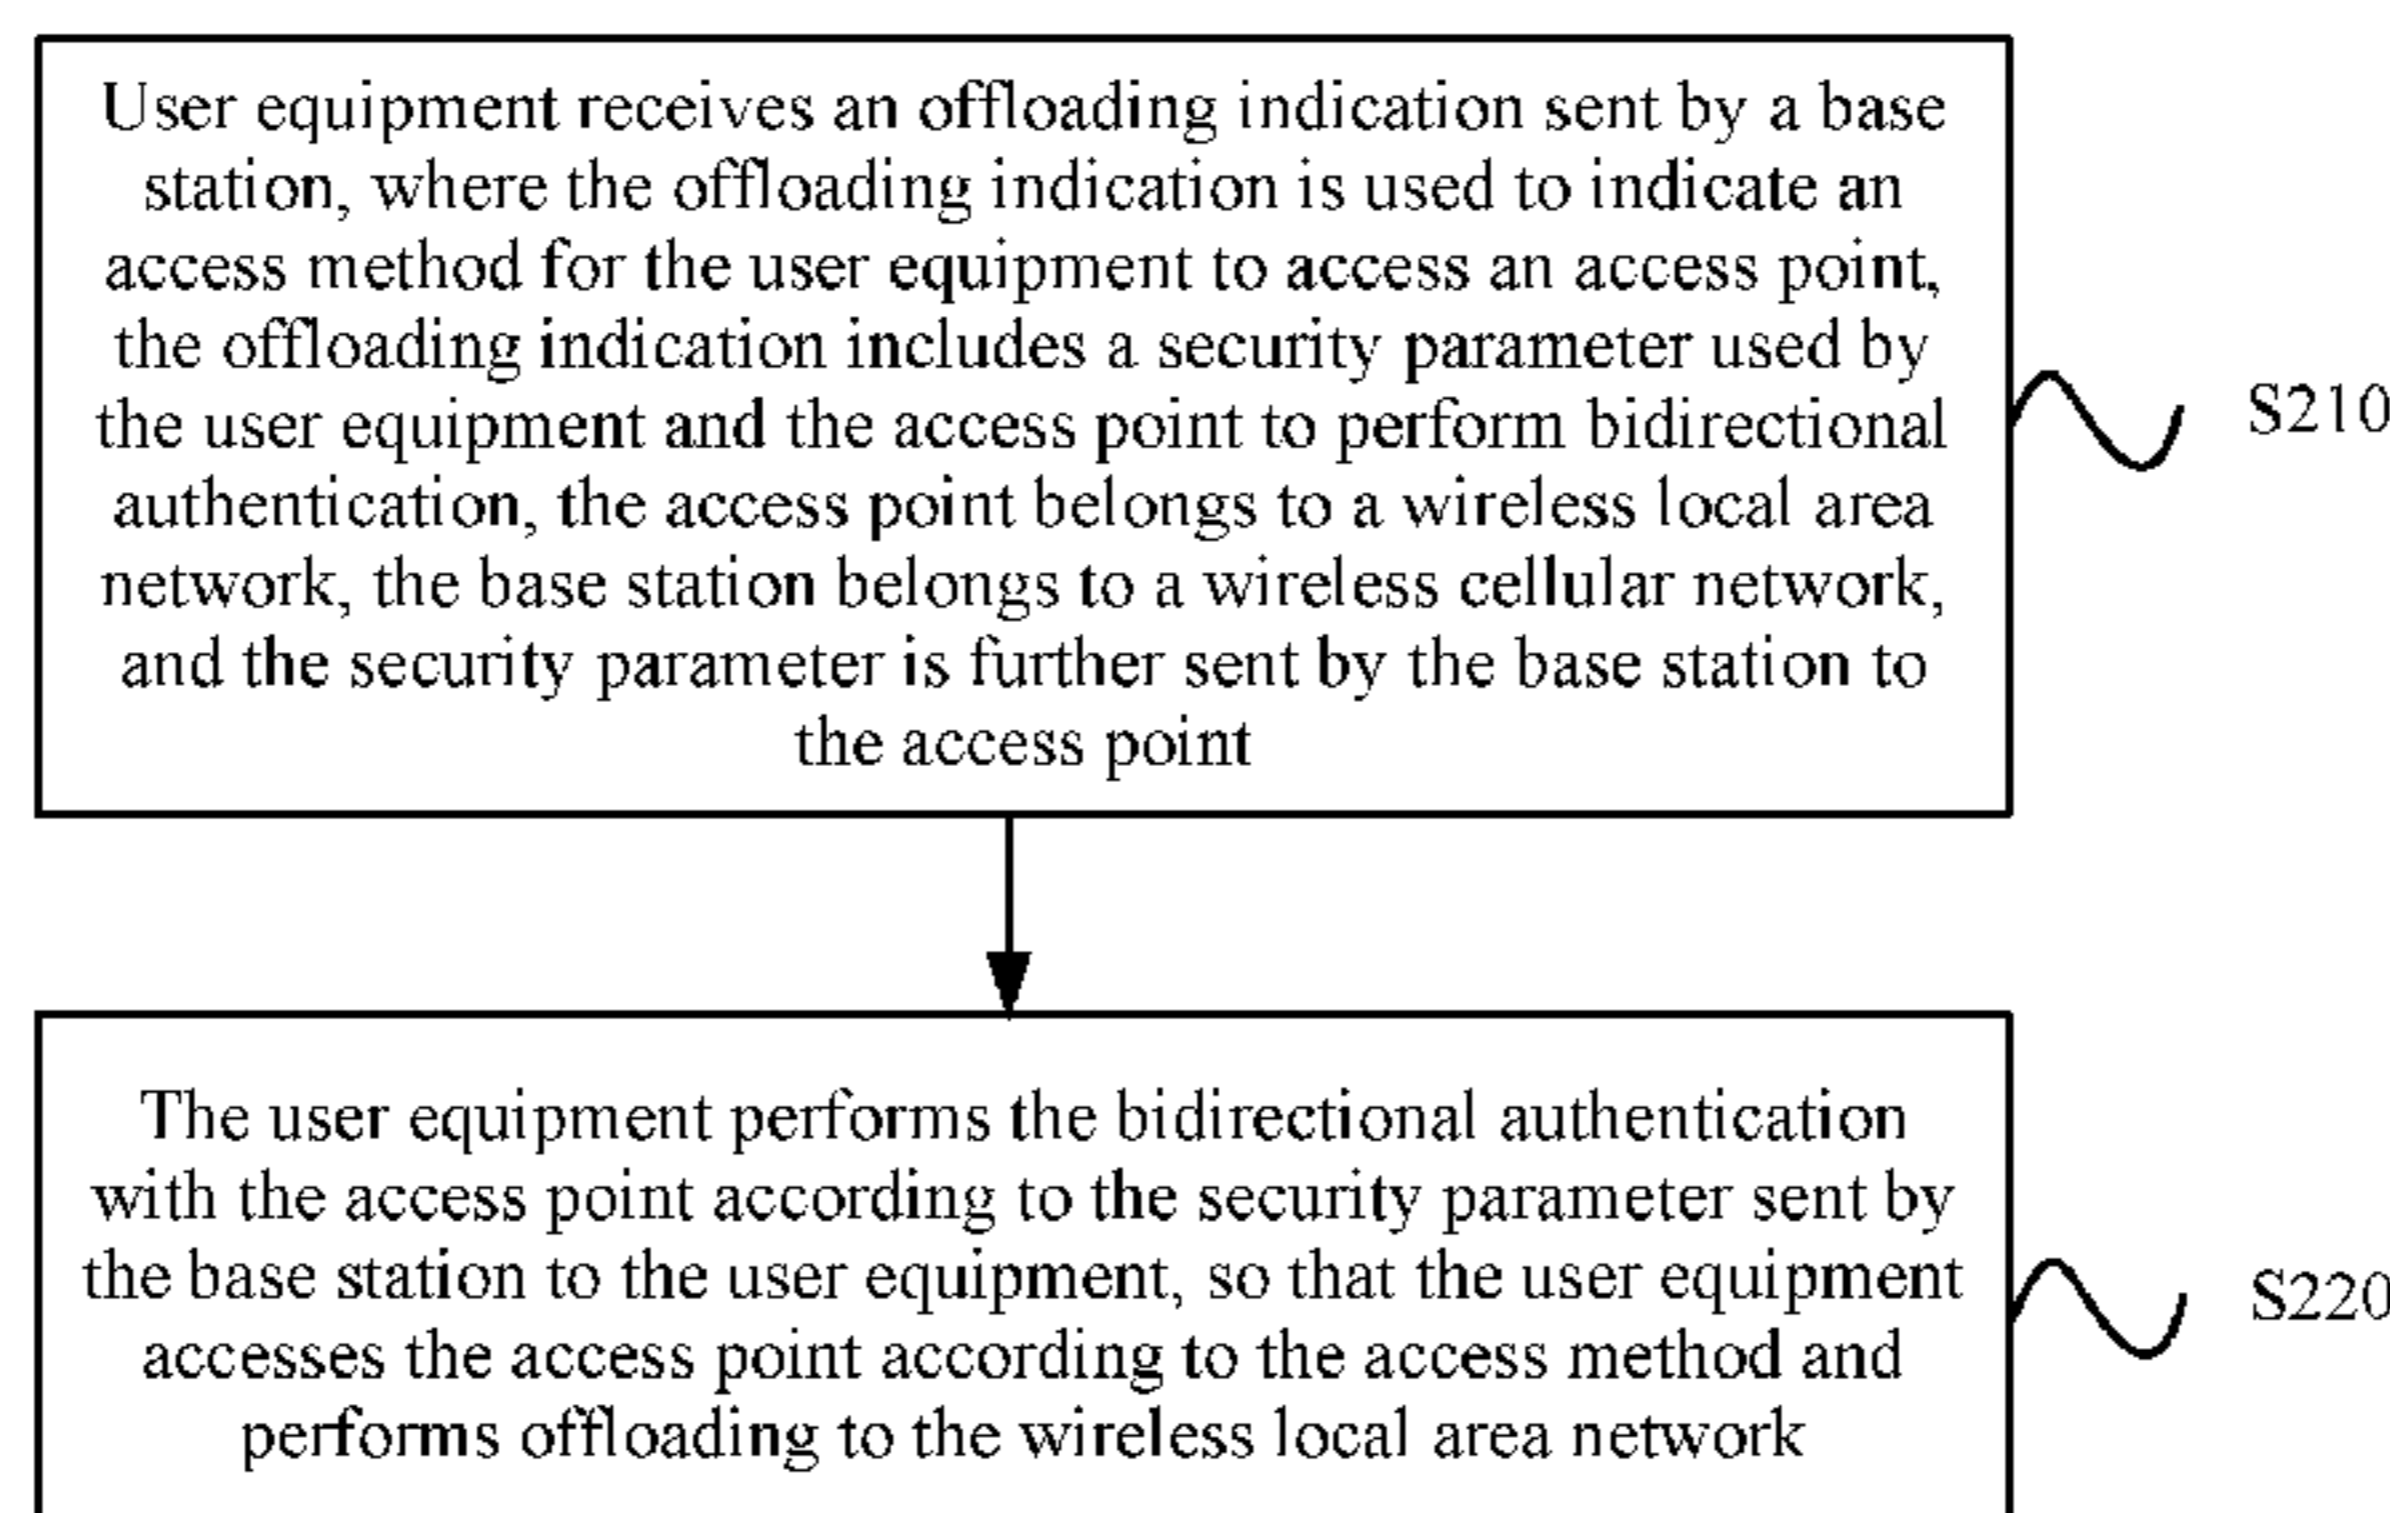 User equipment receives an offloading indication sent by a base
station, where the offloading indication is used to indicate an
access method for the user equipment to access an access point,
the offloading indication includes a security parameter used by
the user equipment and the access point to perform bidirectional
authentication, the access point belongs to a wireless local area
network, the base station belongs to a wireless cellular network,
and the security parameter is further sent by the base station to
the access point
S210
The user equipment performs the bidirectional authentication
with the access point according to the security parameter sent by
the base station to the user equipment, so that the user equipment
accesses the access point according to the access method and
performs offloading to the wireless local area network
S220